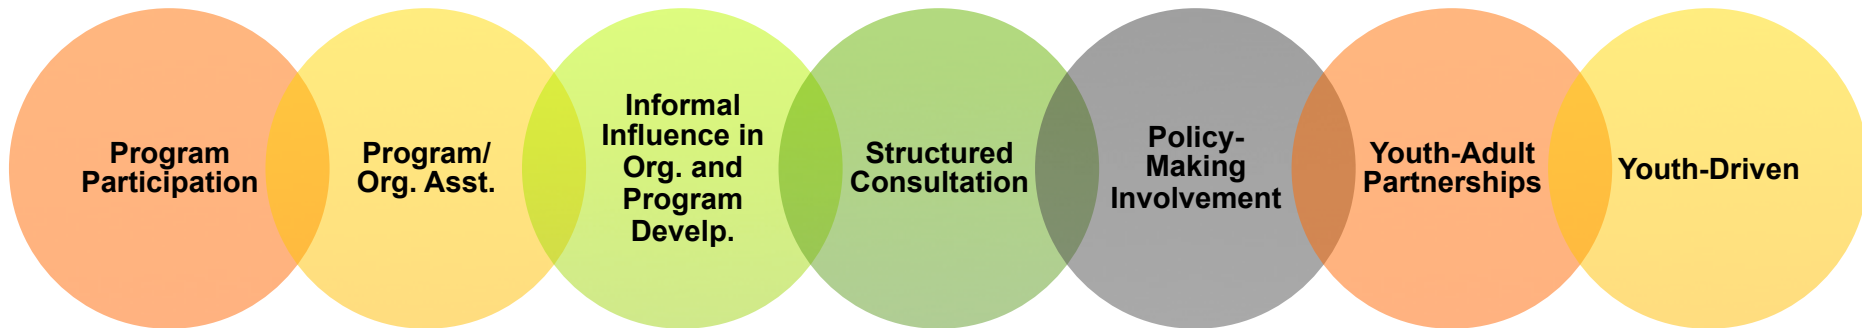 Program
Participation
Program/
Org. Asst.
Informal
Influence in
Org. and
Program
Develp.
Structured
Consultation
Policy-
Making
Involvement
Youth-Adult
Partnerships
Youth-Driven